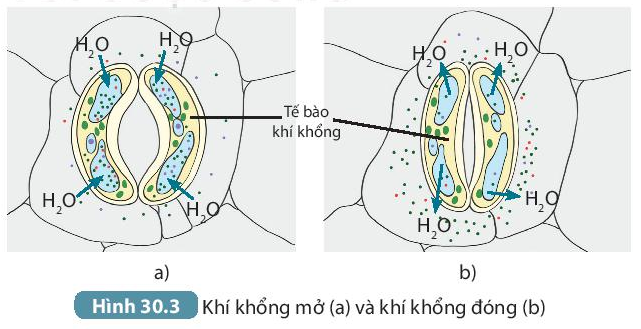 a)
H₂O
H₂O
H₂O
H₂O
Tế bào
khí khổng
b)
H₂O
H₂O
H₂O
H₂O
a)
b)
Hình 30.3 Khí khổng mở (a) và khí khổng đóng (b)